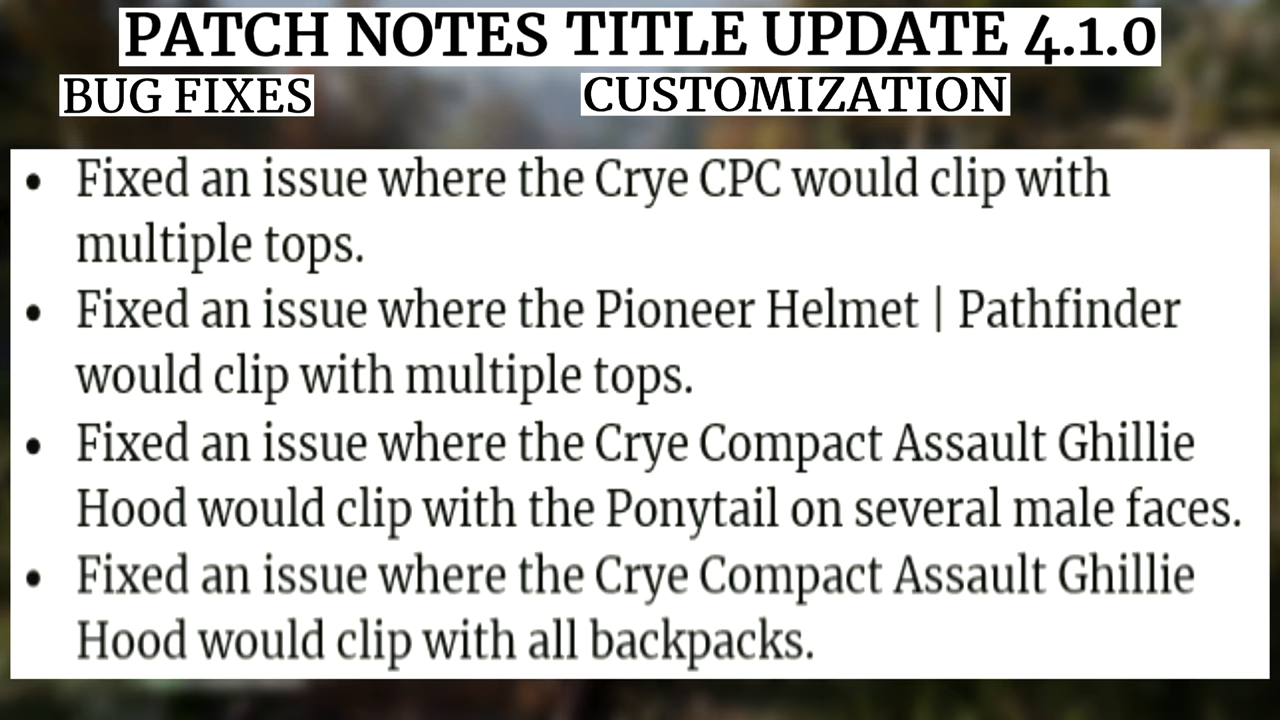 PATCH NOTES TITLE UPDATE 4.1.0
BUG FIXES
CUSTOMIZATION
• Fixed an issue where the Crye CPC would clip with
multiple tops.
• Fixed an issue where the Pioneer Helmet | Pathfinder
would clip with multiple tops.
• Fixed an issue where the Crye Compact Assault Ghillie
Hood would clip with the Ponytail on several male faces.
• Fixed an issue where the Crye Compact Assault Ghillie
Hood would clip with all backpacks.